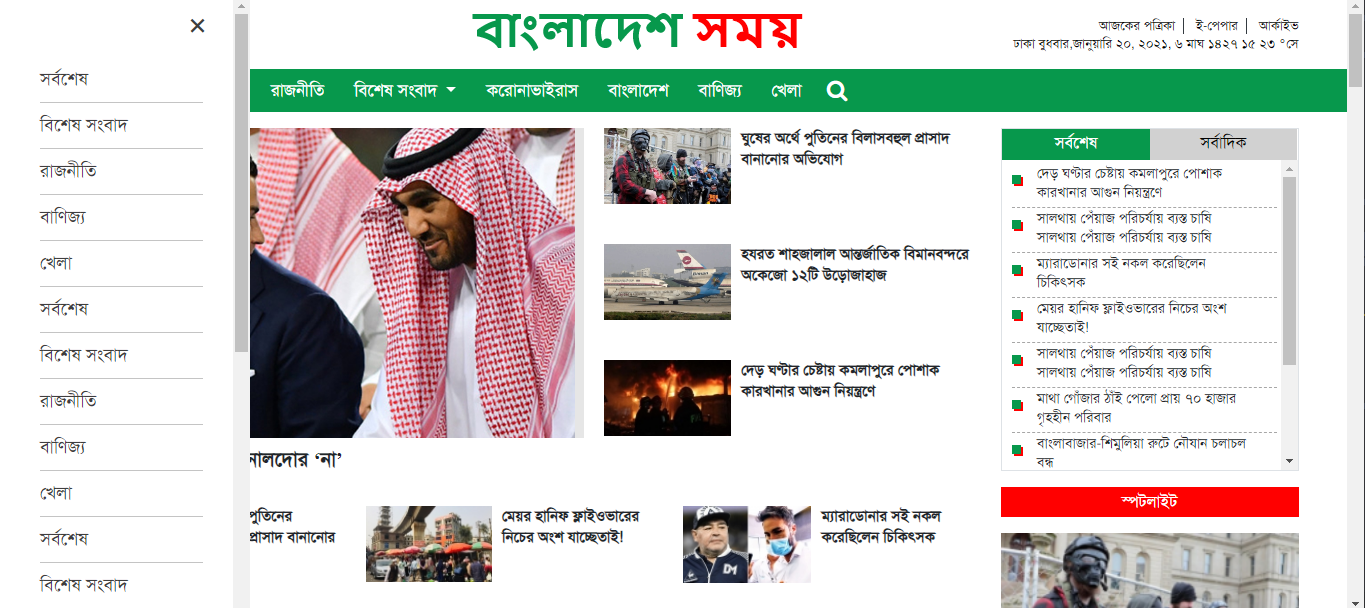 ×
সর্বশেষ
বিশেষ সংবাদ
রাজনীতি
বাণিজ্য
খেলা
সর্বশেষ
বিশেষ সংবাদ
রাজনীতি
বাণিজ্য
খেলা
সর্বশেষ
বিশেষ সংবাদ
বাংলাদেশ সময়
আজকের পত্রিকা | ই-পেপার | আর্কাইভ
ঢাকা বুধবার,জানুয়ারি ২০, ২০২১, ৬ মাঘ ১৪২৭ ১৫ ২৩ °সে
রাজনীতি বিশেষ সংবাদ করোনাভাইরাস বাংলাদেশ বাণিজ্য খেলা
নালদোর ‘না’
ঘুষের অর্থে পুতিনের বিলাসবহুল প্রাসাদ
বানানোর অভিযোগ
হযরত শাহজালাল আন্তর্জাতিক বিমানবন্দরে
অকেজো ১২টি উড়োজাহাজ
দেড় ঘণ্টার চেষ্টায় কমলাপুরে পোশাক
কারখানার আগুন নিয়ন্ত্রণে
পুতিনের
প্রাসাদ বানানোর
মেয়র হানিফ ফ্লাইওভারের
নিচের অংশ যাচ্ছেতাই!
ম্যারাডোনার সই নকল
করেছিলেন চিকিৎসক
সর্বশেষ সর্বাদিক
দেড় ঘণ্টার চেষ্টায় কমলাপুরে পোশাক
কারখানার আগুন নিয়ন্ত্রণে
সালথায় পেঁয়াজ পরিচর্যায় ব্যস্ত চাষি
সালথায় পেঁয়াজ পরিচর্যায় ব্যস্ত চাষি
ম্যারাডোনার সই নকল করেছিলেন
চিকিৎসক
মেয়র হানিফ ফ্লাইওভারের নিচের অংশ
যাচ্ছেতাই!
সালথায় পেঁয়াজ পরিচর্যায় ব্যস্ত চাষি
সালথায় পেঁয়াজ পরিচর্যায় ব্যস্ত চাষি
মাথা গোঁজার ঠাঁই পেলো প্রায় ৭০ হাজার
গৃহহীন পরিবার
বাংলাবাজার-শিমুলিয়া রুটে নৌযান চলাচল
বন্ধ
স্পটলাইট